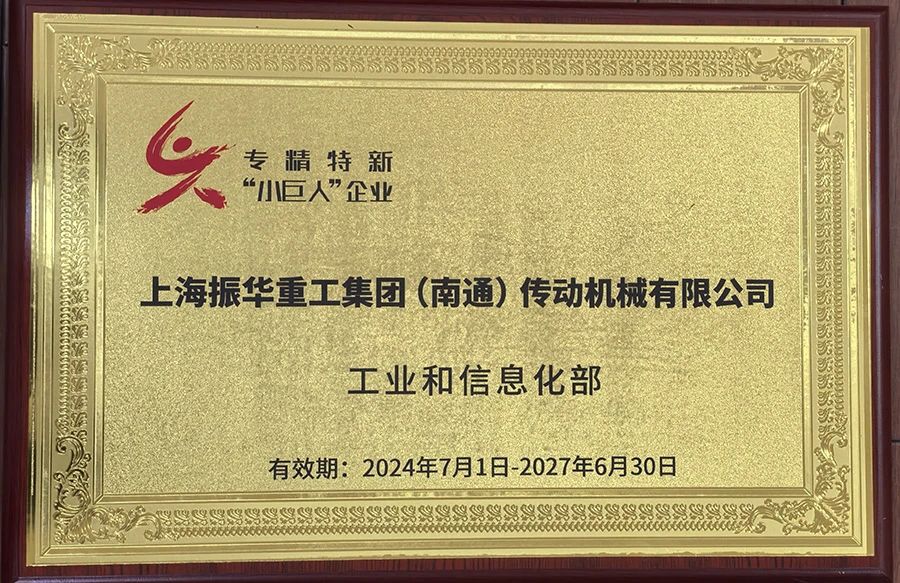 专精特新
“小巨人”企业
上海振华重工集团（南通）传动机械有限公司
工业和信息化部
有效期：2024年7月1日-2027年6月30日